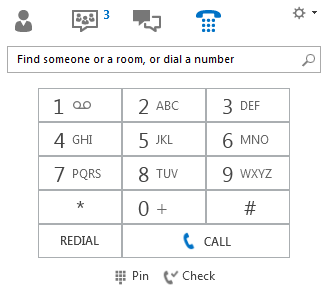 3
Find someone or a room, or dial a number
1 2 ABC 3 DEF
4 GHI 5 JKL 6 MNO
7 PQRS 8 TUV 9 WXYZ
* 0 + #
REDIAL CALL
Pin Check